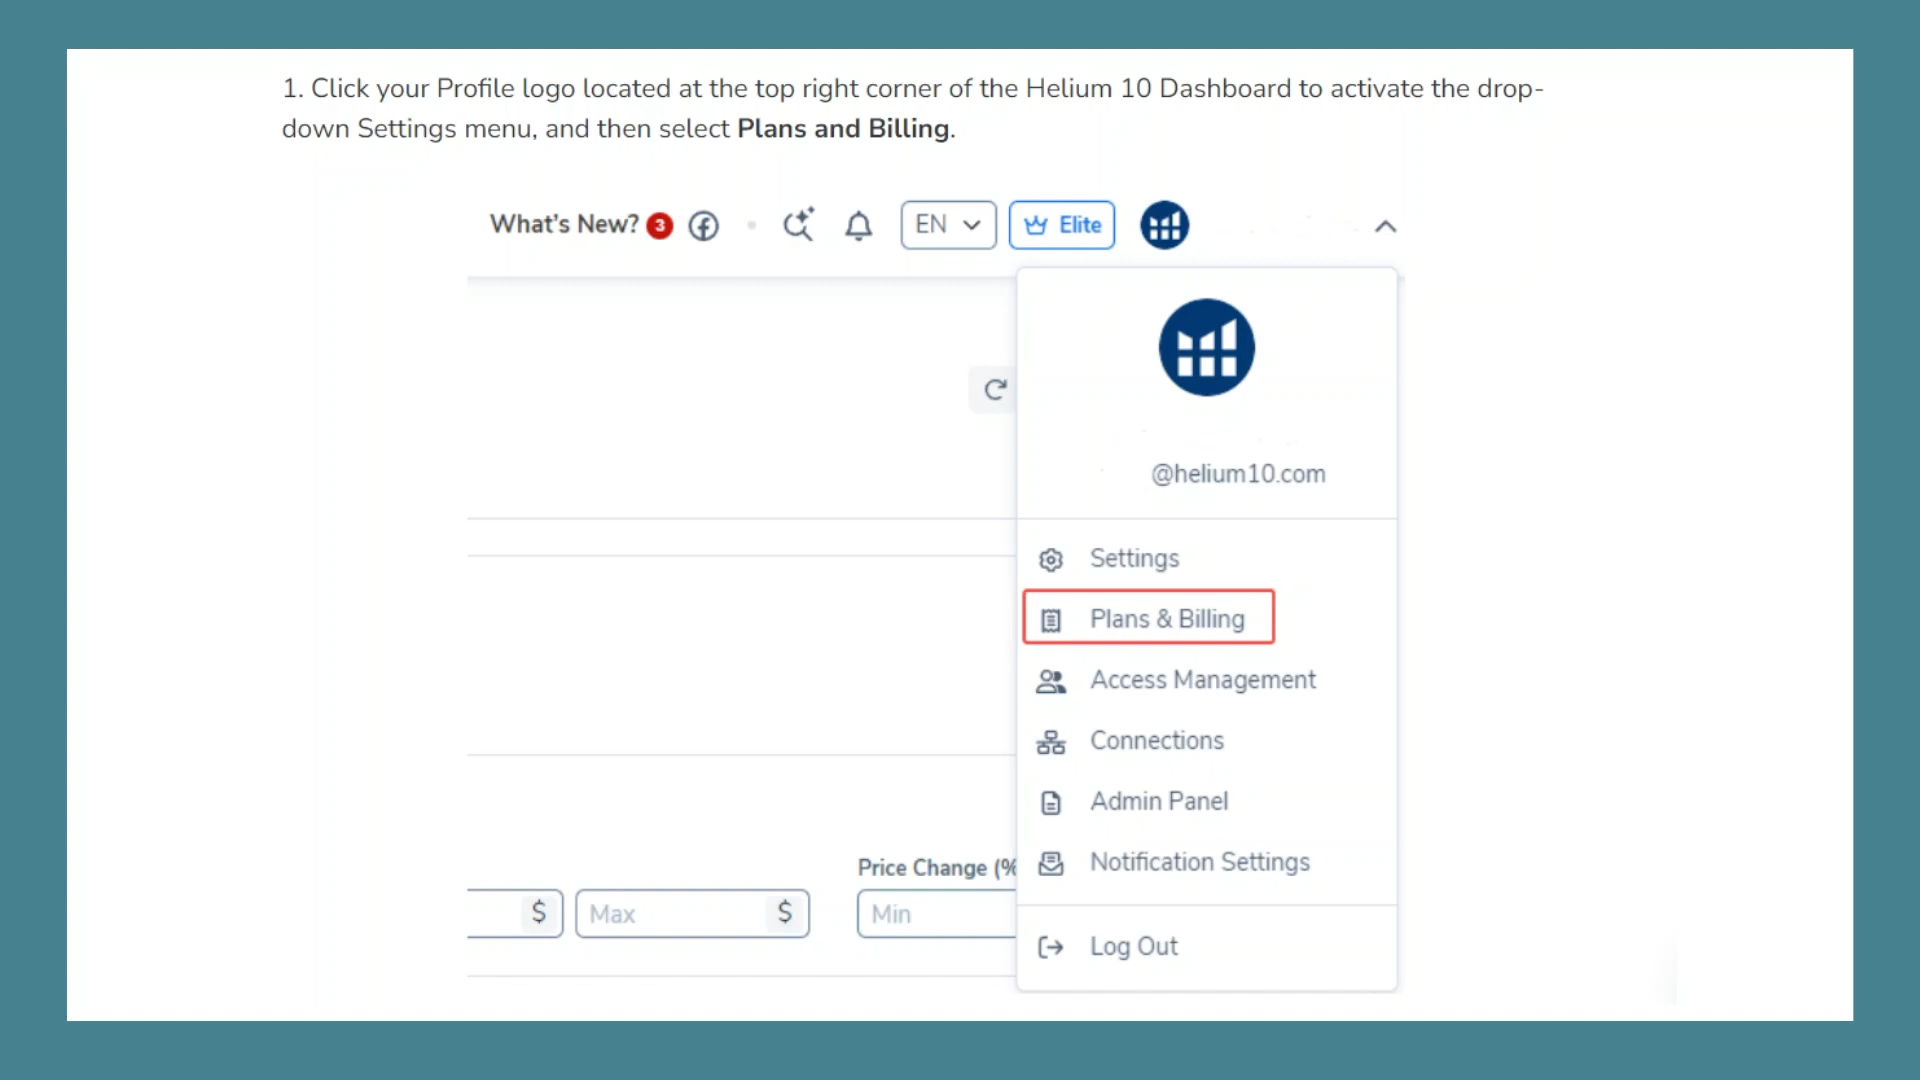 1. Click your Profile logo located at the top right corner of the Helium 10 Dashboard to activate the drop-
down Settings menu, and then select Plans and Billing.
What's New? 3 EN Elite
@helium10.com
Settings
Plans & Billing
Access Management
Connections
Admin Panel
Notification Settings
Price Change (%
$ Max $ Min
Log Out